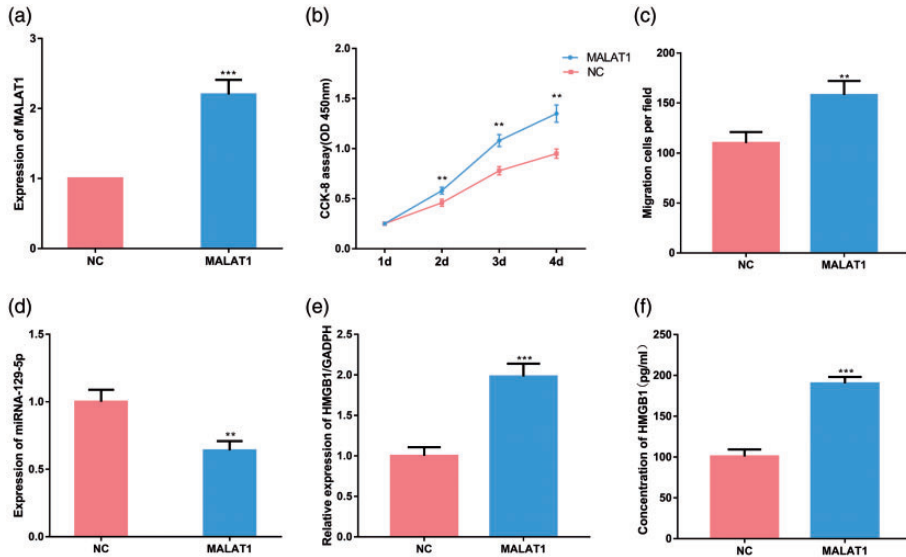 (a)
Expression of MALAT1
3
2
1
0
***
NC
MALAT1
(b)
CCK-8 assay(OD 450nm)
2.0
1.5
1.0
0.5
0.0
MALAT1
NC
**
**
**
1d
2d
3d
4d
(c)
Migration cells per field
200
150
100
50
0
**
NC
MALAT1
(d)
Expression of miRNA-129-5p
1.5
1.0
0.5
0.0
**
NC
MALAT1
(e)
Relative expression of HMGB1/GADPH
2.5
2.0
1.5
1.0
0.5
0.0
***
NC
MALAT1
(f)
Concentration of HMGB1(pg/ml)
250
200
150
100
50
0
***
NC
MALAT1